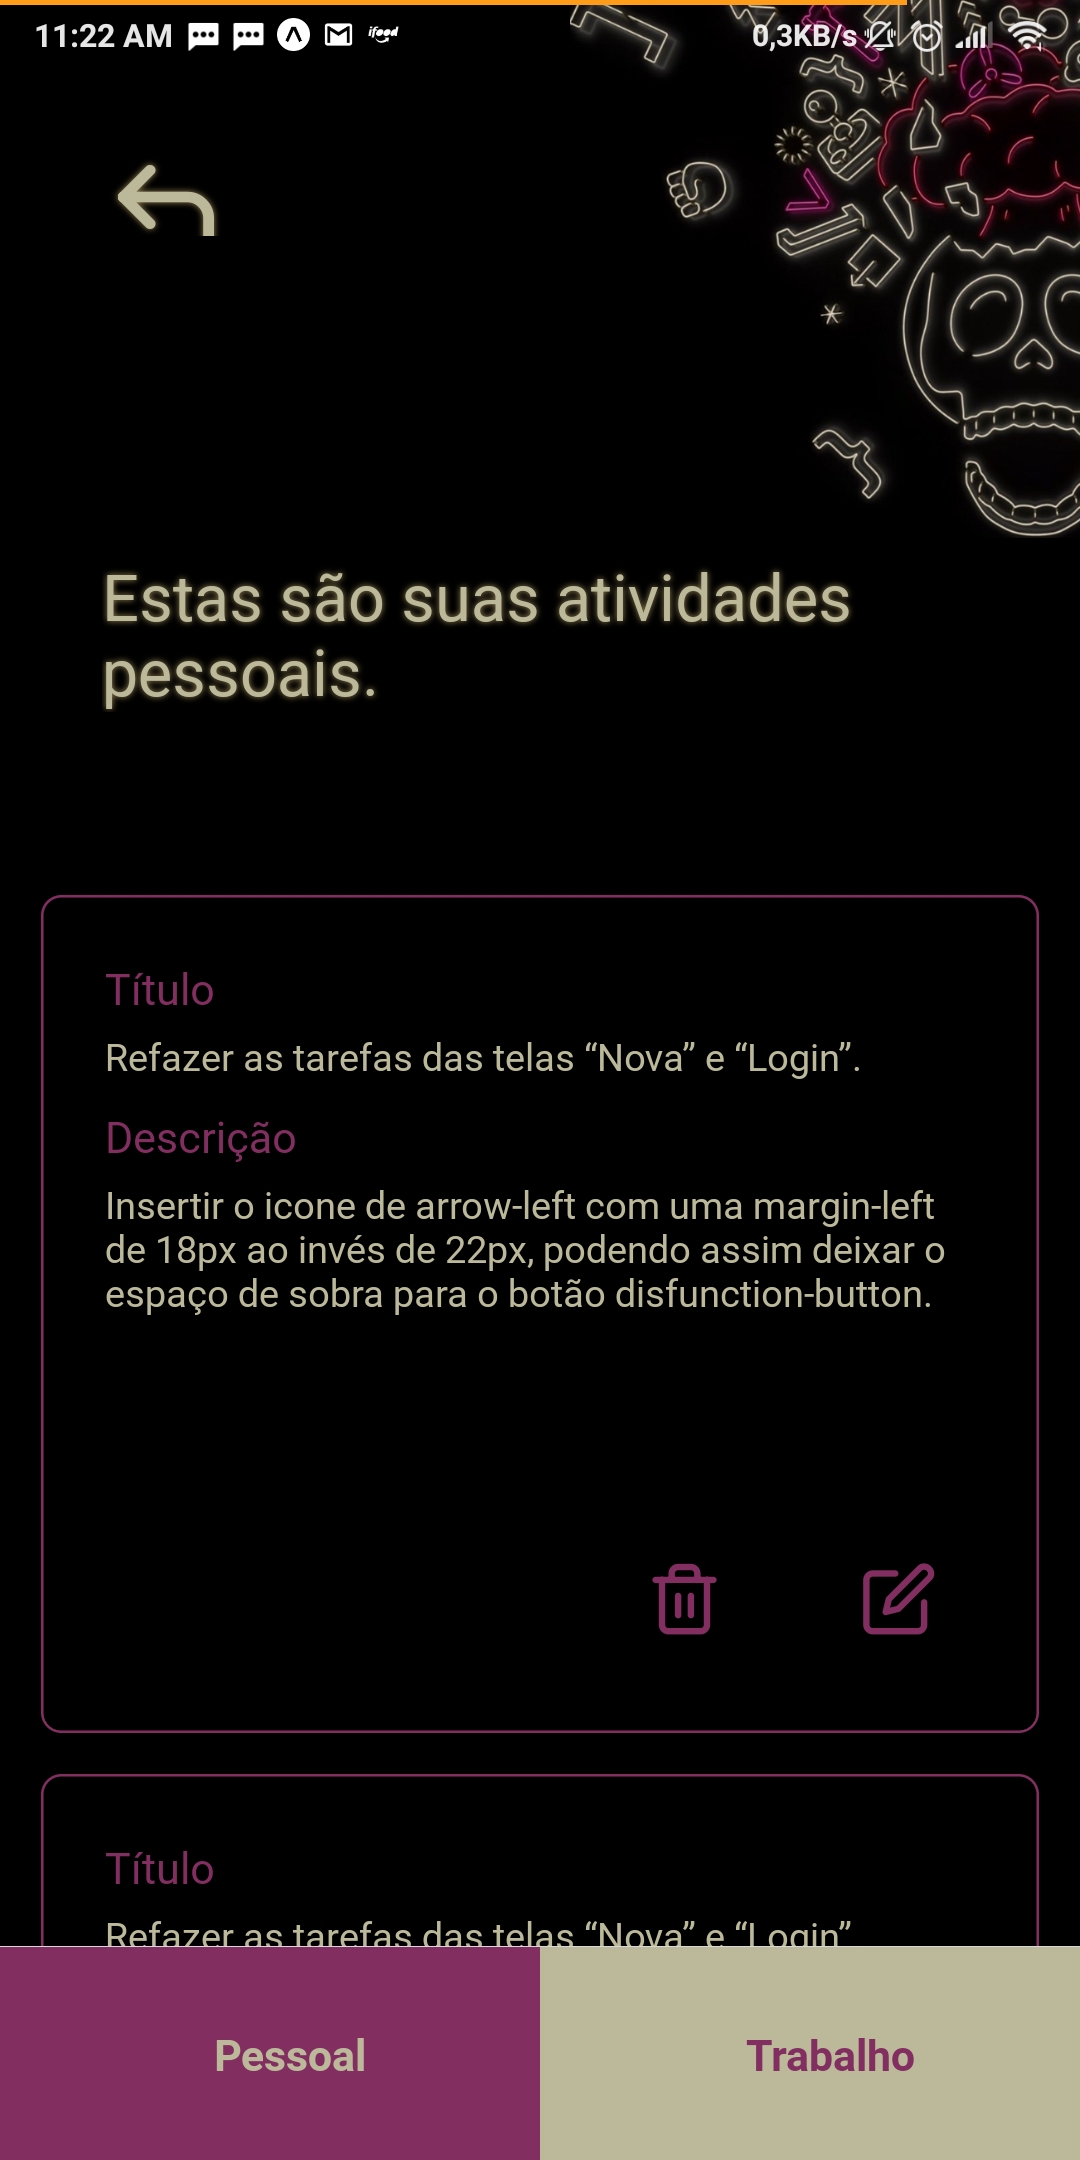 11:22 AM
ifood
0,3KB/s
Estas são suas atividades
pessoais.
Título
Refazer as tarefas das telas “Nova” e “Login”.
Descrição
Insertir o icone de arrow-left com uma margin-left
de 18px ao invés de 22px, podendo assim deixar o
espaço de sobra para o botão disfunction-button.
Título
Refazer as tarefas das telas “Nova” e “Login”
Pessoal
Trabalho